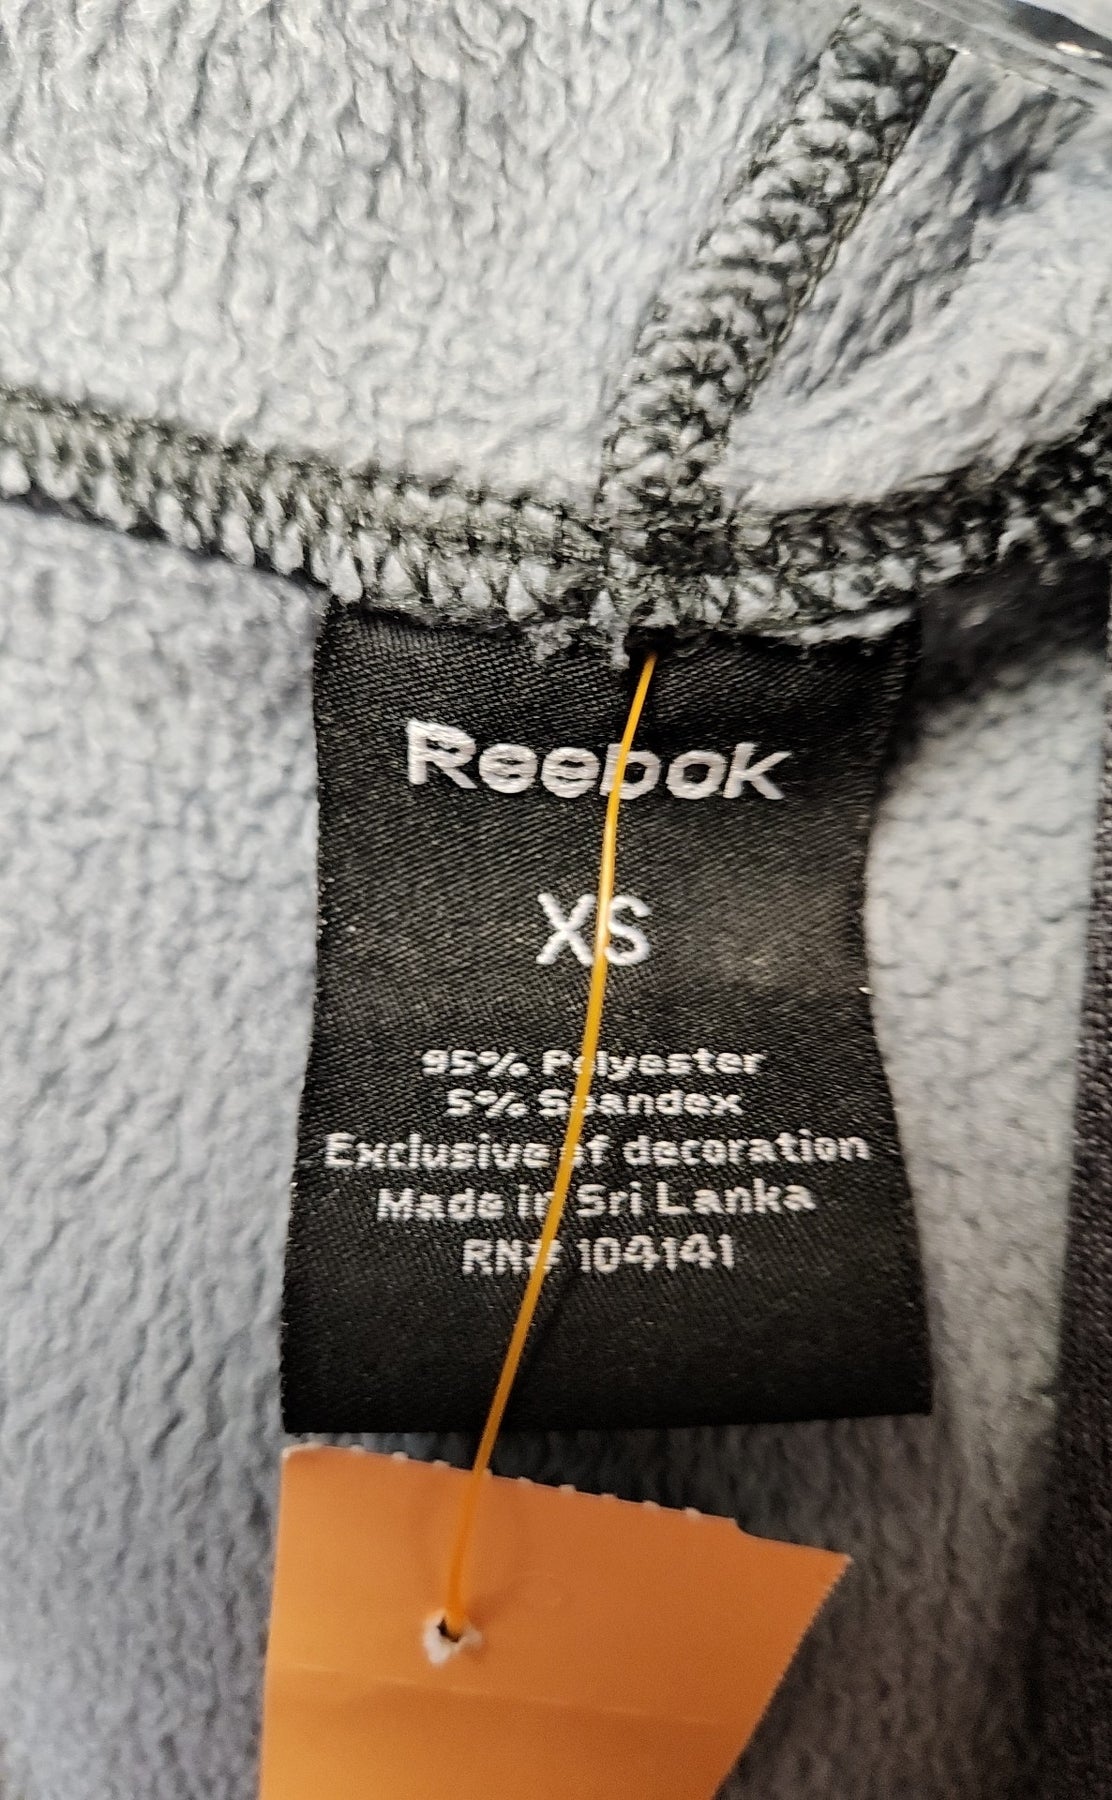 Reebok
XS
95% Polyester
5% Spandex
Exclusive of decoration
Made in Sri Lanka
RN# 104141